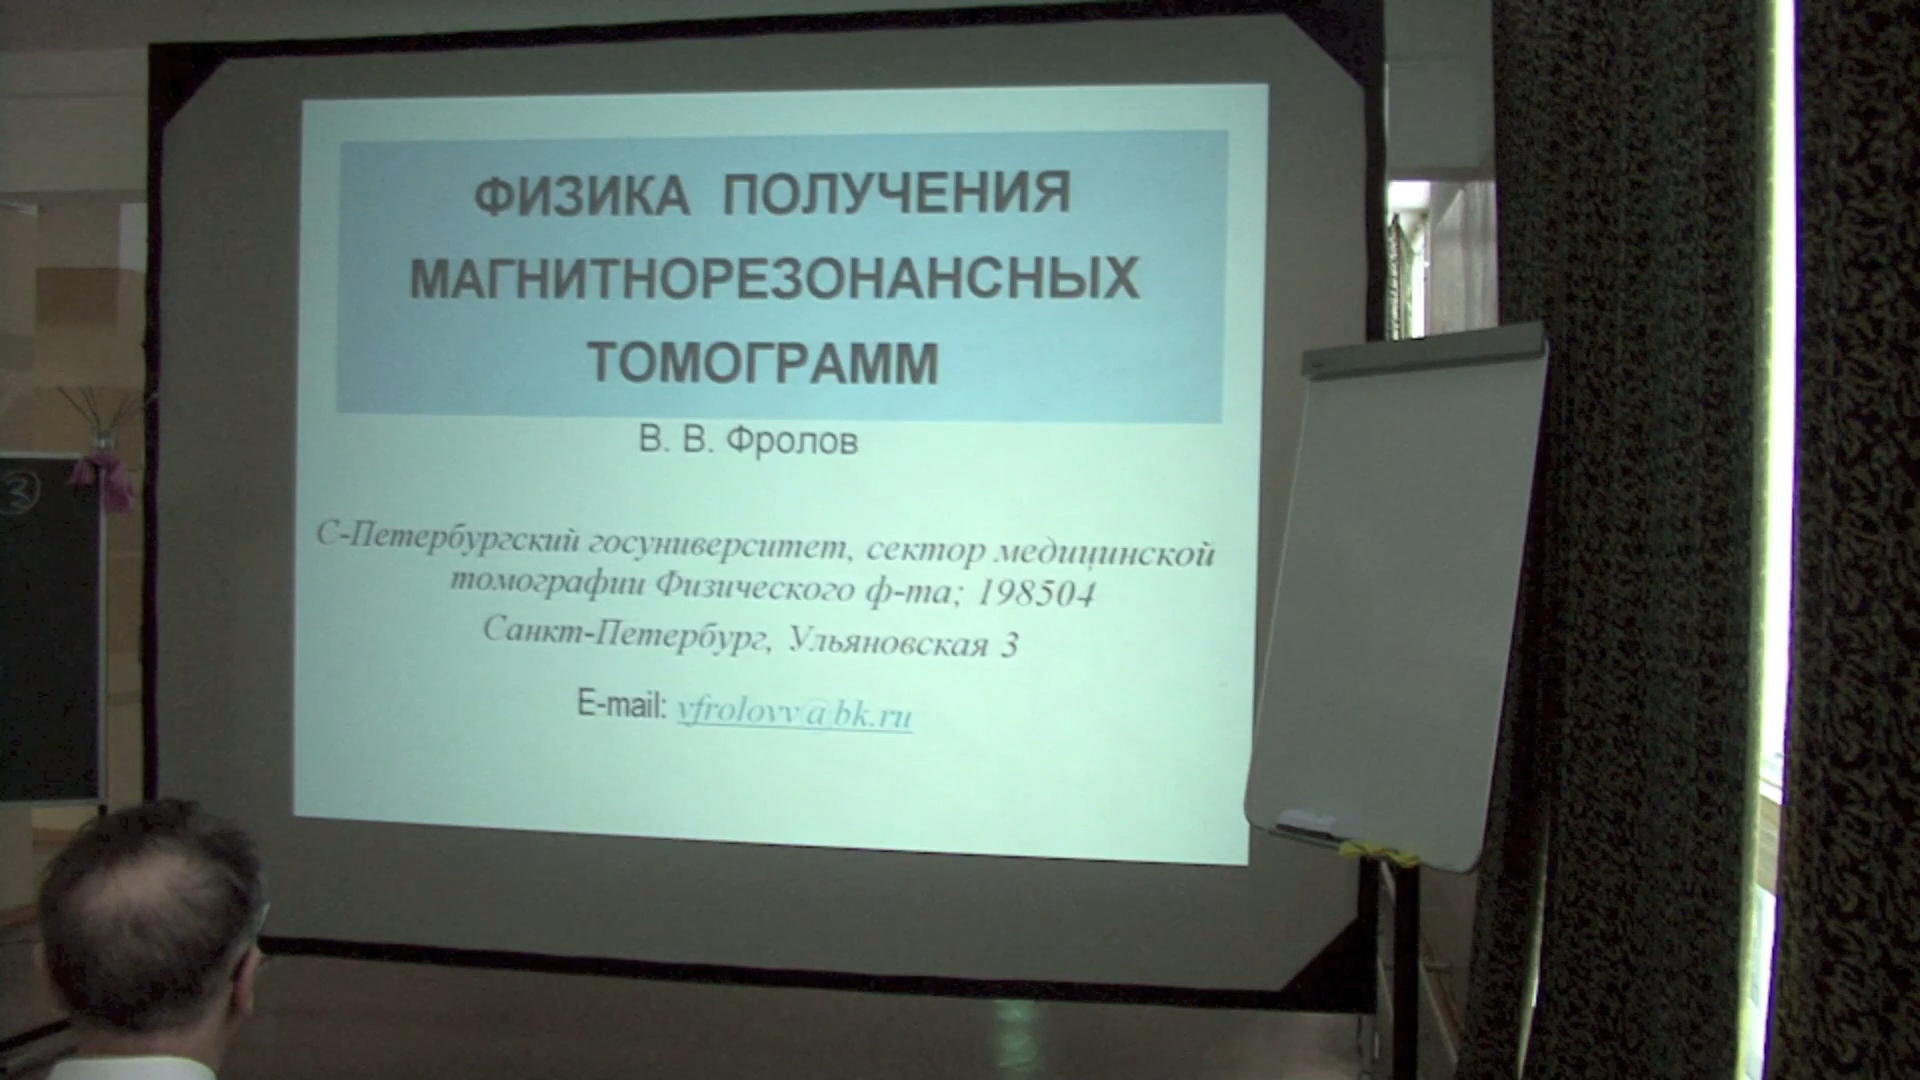 ФИЗИКА ПОЛУЧЕНИЯ
МАГНИТНОРЕЗОНАНСНЫХ
ТОМОГРАММ
В. В. Фролов
С-Петербургский госуниверситет, сектор медицинской
томографии Физического ф-та; 198504
Санкт-Петербург, Ульяновская 3
E-mail: vfrolovv@bk.ru
3